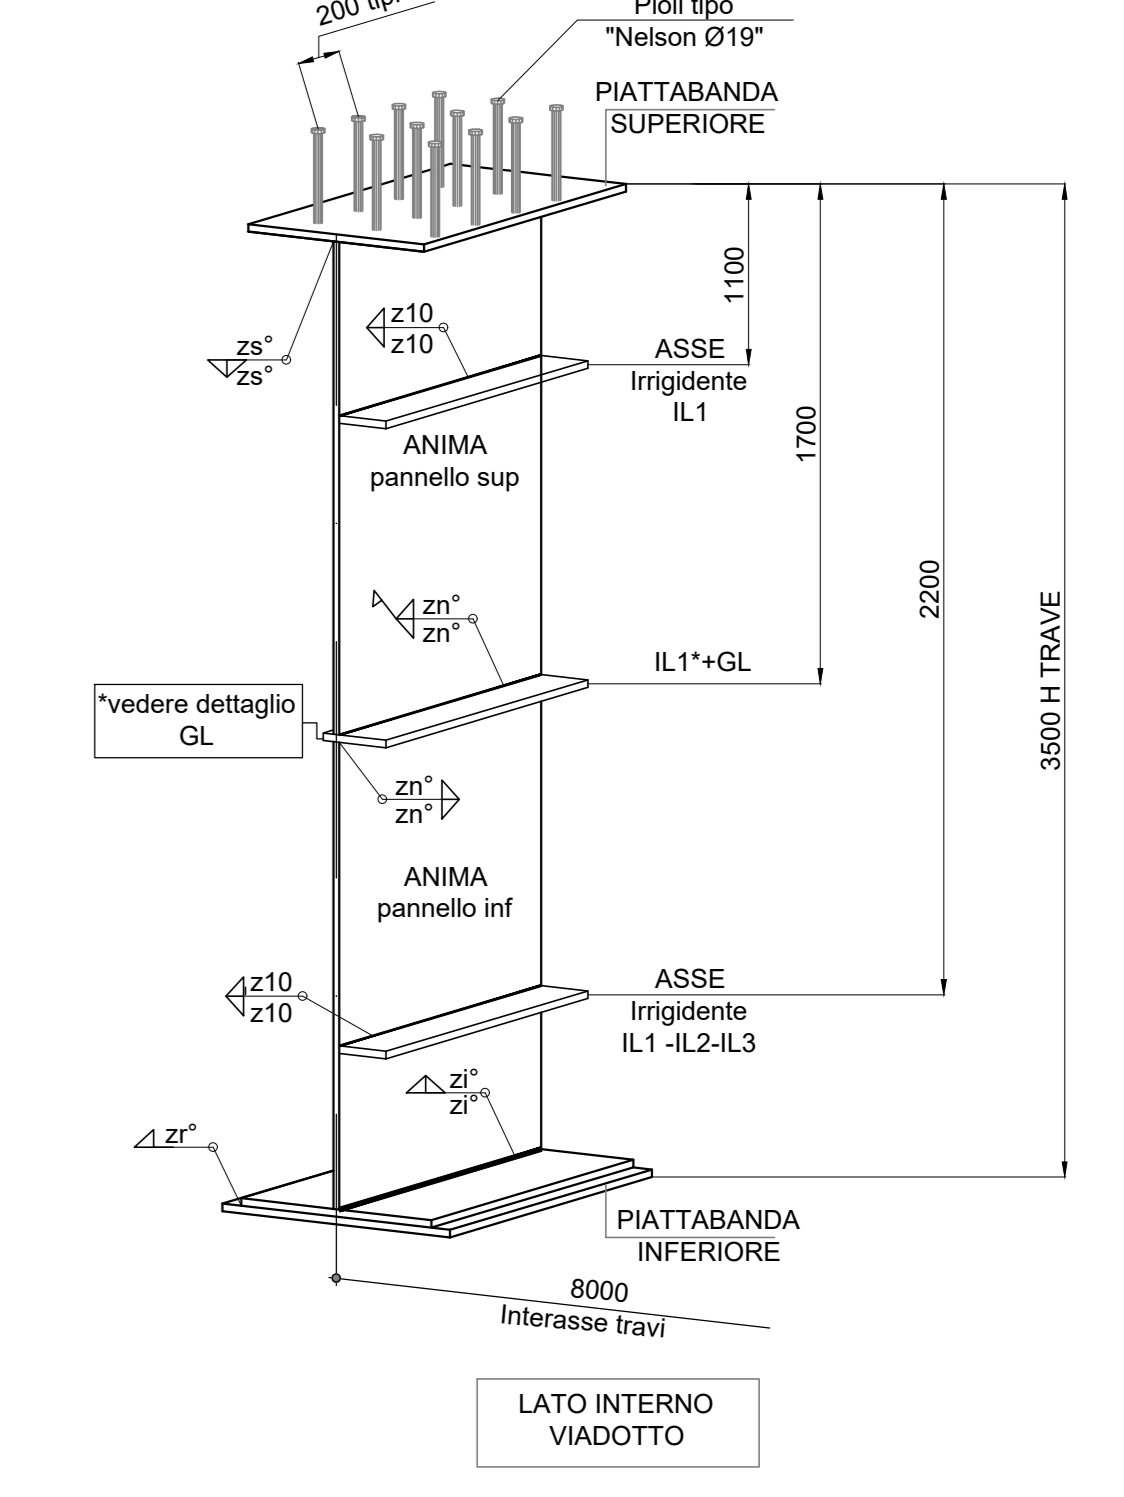 200 tip.
Pioli tipo
"Nelson Ø19"
PIATTABANDA
SUPERIORE
1100
z10
z10
zs°
zs°
ASSE
Irrigidente
IL1
1700
ANIMA
pannello sup
2200
3500 H TRAVE
zn°
zn°
IL1*+GL
*vedere dettaglio
GL
zn°
zn°
ANIMA
pannello inf
z10
z10
ASSE
Irrigidente
IL1 -IL2-IL3
zi°
zi°
zr°
PIATTABANDA
INFERIORE
8000
Interasse travi
LATO INTERNO
VIADOTTO